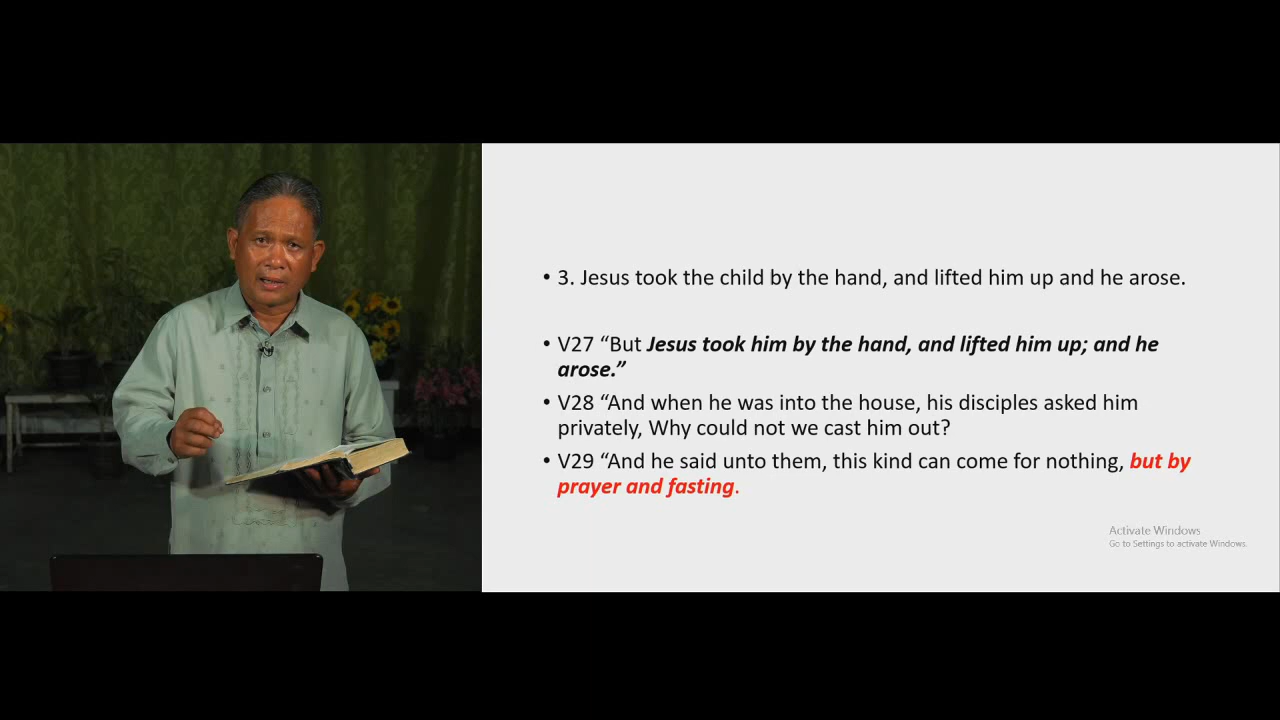 • 3. Jesus took the child by the hand, and lifted him up and he arose.
• V27 “But Jesus took him by the hand, and lifted him up; and he
arose.”
• V28 “And when he was into the house, his disciples asked him
privately, Why could not we cast him out?
• V29 “And he said unto them, this kind can come for nothing, but by
prayer and fasting.
Activate Windows
Go to Settings to activate Windows.